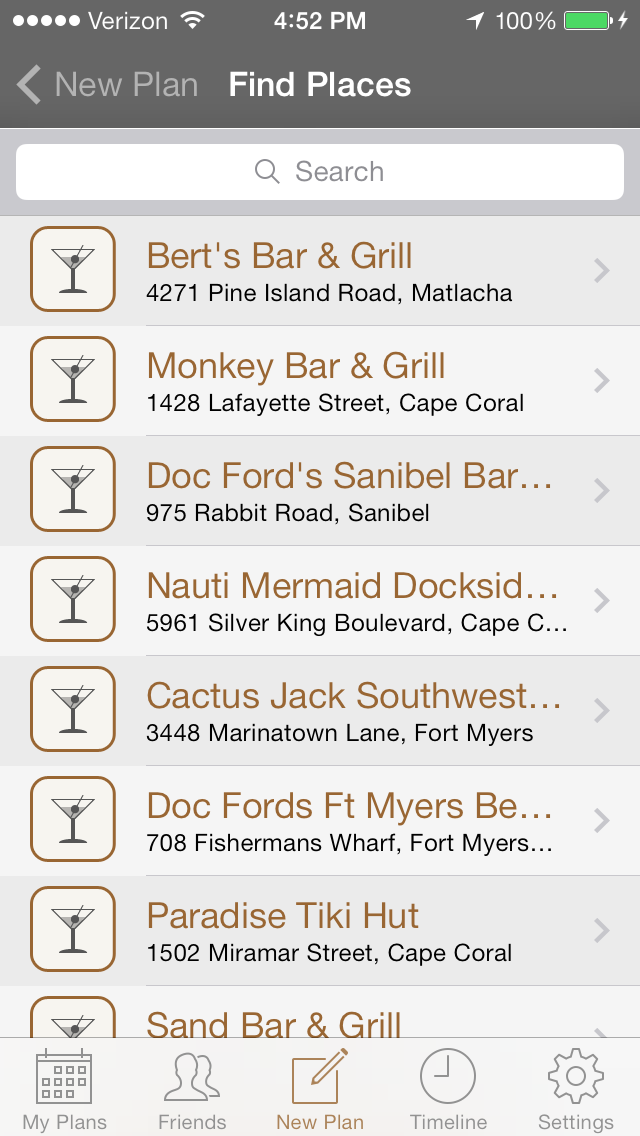 Verizon 4:52 PM 100%
New Plan Find Places
Search
Bert's Bar & Grill
4271 Pine Island Road, Matlacha
Monkey Bar & Grill
1428 Lafayette Street, Cape Coral
Doc Ford's Sanibel Bar...
975 Rabbit Road, Sanibel
Nauti Mermaid Docksid...
5961 Silver King Boulevard, Cape C...
Cactus Jack Southwest...
3448 Marinatown Lane, Fort Myers
Doc Fords Ft Myers Be...
708 Fishermans Wharf, Fort Myers...
Paradise Tiki Hut
1502 Miramar Street, Cape Coral
Sand Bar & Grill
My Plans Friends New Plan Timeline Settings